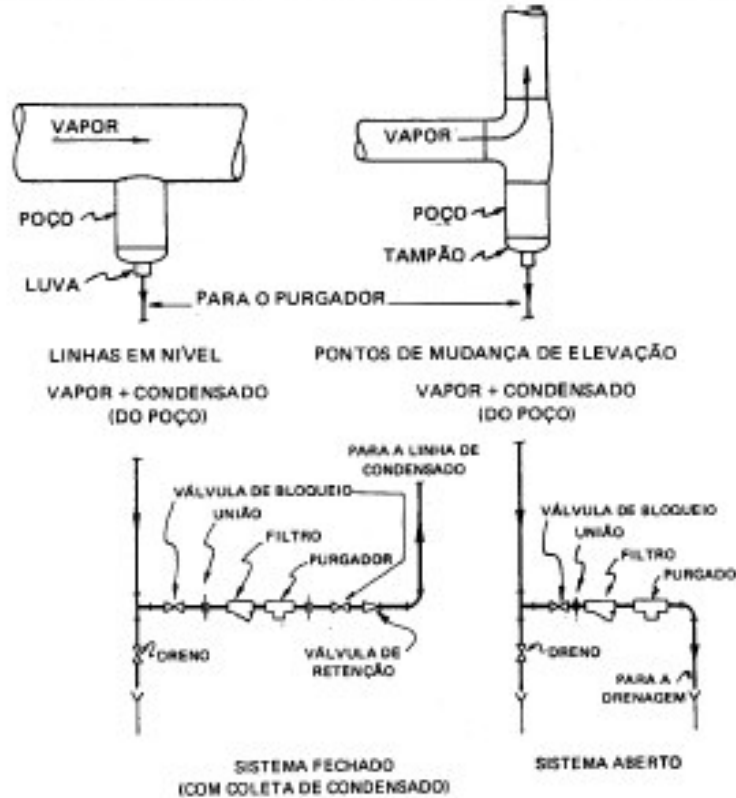 VAPOR
POÇO
LUVA
VAPOR
POÇO
TAMPÃO
PARA O PURGADOR
LINHAS EM NÍVEL
PONTOS DE MUDANÇA DE ELEVAÇÃO
VAPOR + CONDENSADO
(DO POÇO)
VAPOR + CONDENSADO
(DO POÇO)
PARA A LINHA DE
CONDENSADO
VÁLVULA DE BLOQUEIO
UNIÃO
FILTRO
PURGADOR
VÁLVULA DE
RETENÇÃO
DRENO
VÁLVULA DE BLOQUEIO
UNIÃO
FILTRO
PURGADO
DRENO
PARA A
DRENAGEM
SISTEMA FECHADO
(COM COLETA DE CONDENSADO)
SISTEMA ABERTO